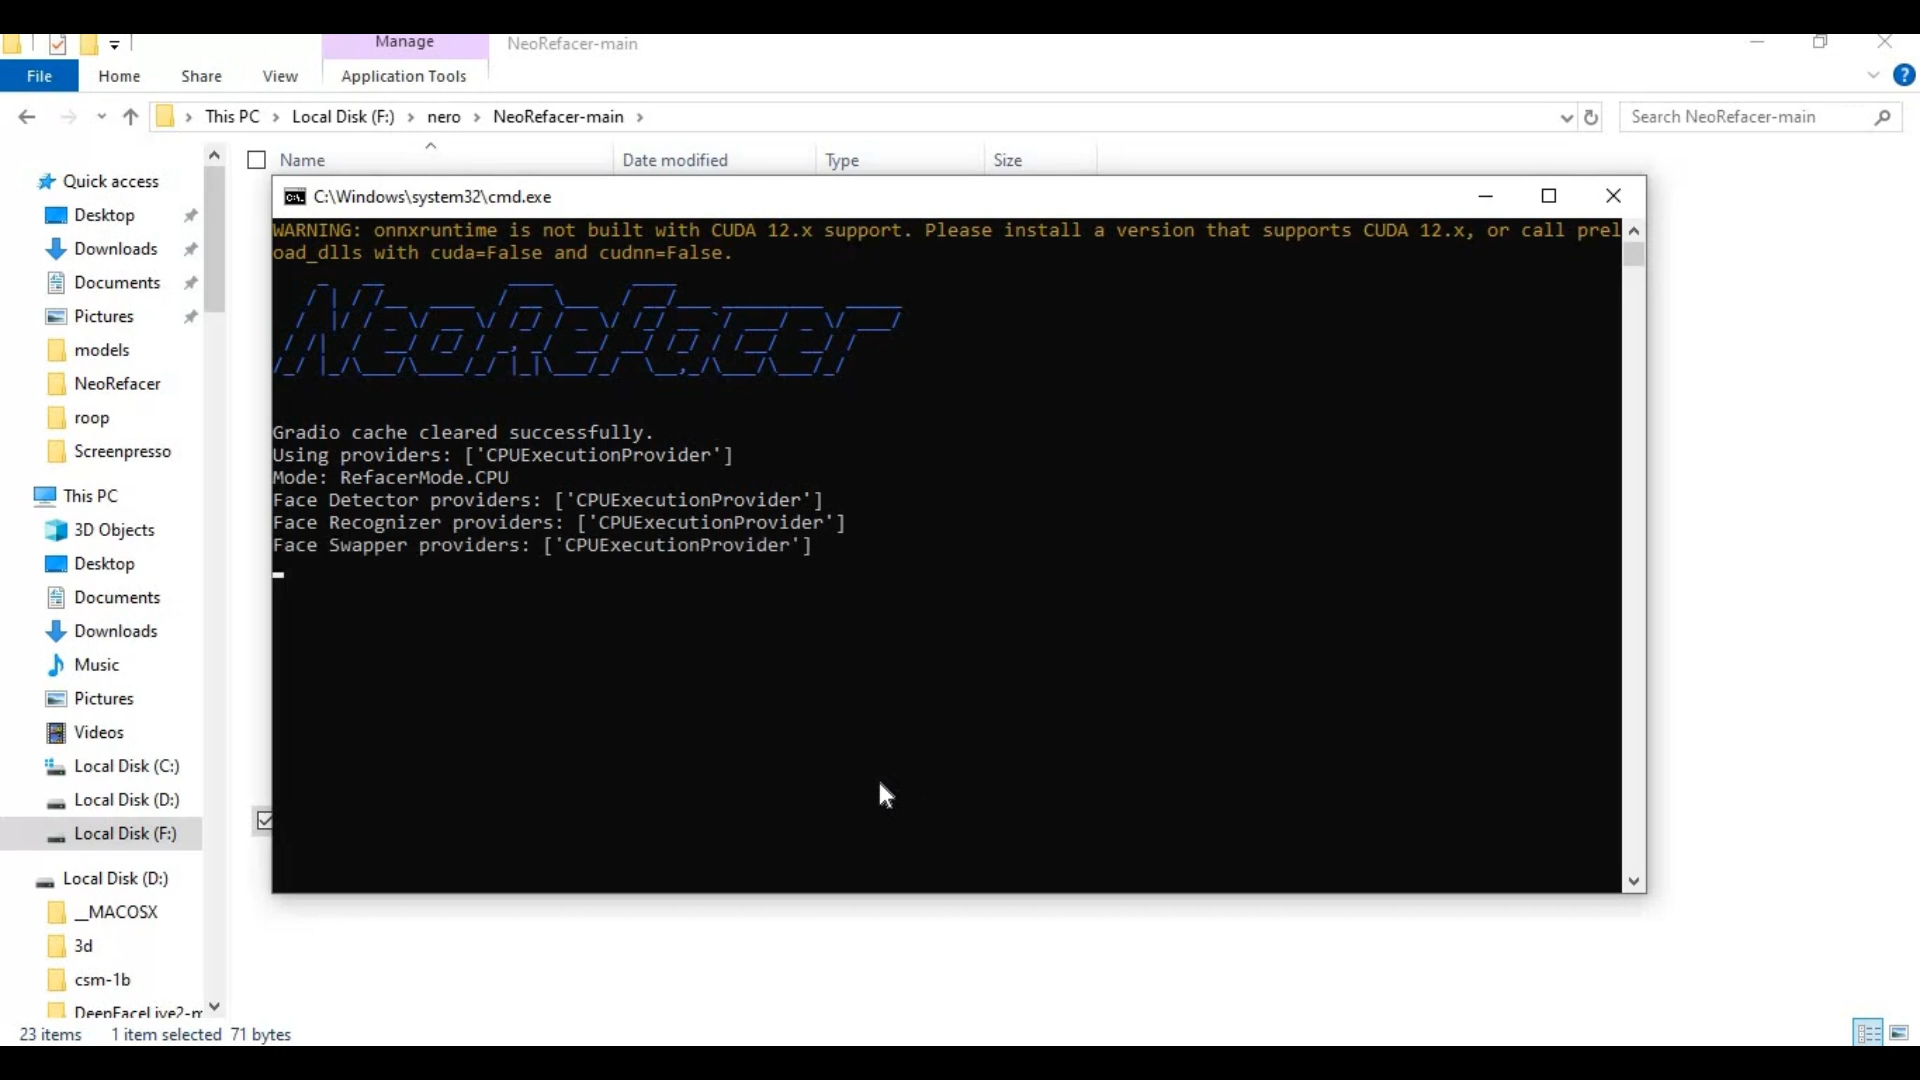 Manage
NeoRefacer-main
File
Home
Share
View
Application Tools
This PC
Local Disk (F:)
nero
NeoRefacer-main
Search NeoRefacer-main
Name
Date modified
Type
Size
Quick access
Desktop
Downloads
Documents
Pictures
models
NeoRefacer
roop
Screenpresso
This PC
3D Objects
Desktop
Documents
Downloads
Music
Pictures
Videos
Local Disk (C:)
Local Disk (D:)
Local Disk (F:)
Local Disk (D:)
__MACOSX
3d
csm-1b
DeepFaceLive2-m
C:\Windows\system32\cmd.exe
WARNING: onnxruntime is not built with CUDA 12.x support. Please install a version that supports CUDA 12.x, or call prel
oad_dlls with cuda=False and cudnn=False.
NeoRefacer
Gradio cache cleared successfully.
Using providers: ['CPUExecutionProvider']
Mode: RefacerMode.CPU
Face Detector providers: ['CPUExecutionProvider']
Face Recognizer providers: ['CPUExecutionProvider']
Face Swapper providers: ['CPUExecutionProvider']
23 items
1 item selected
71 bytes